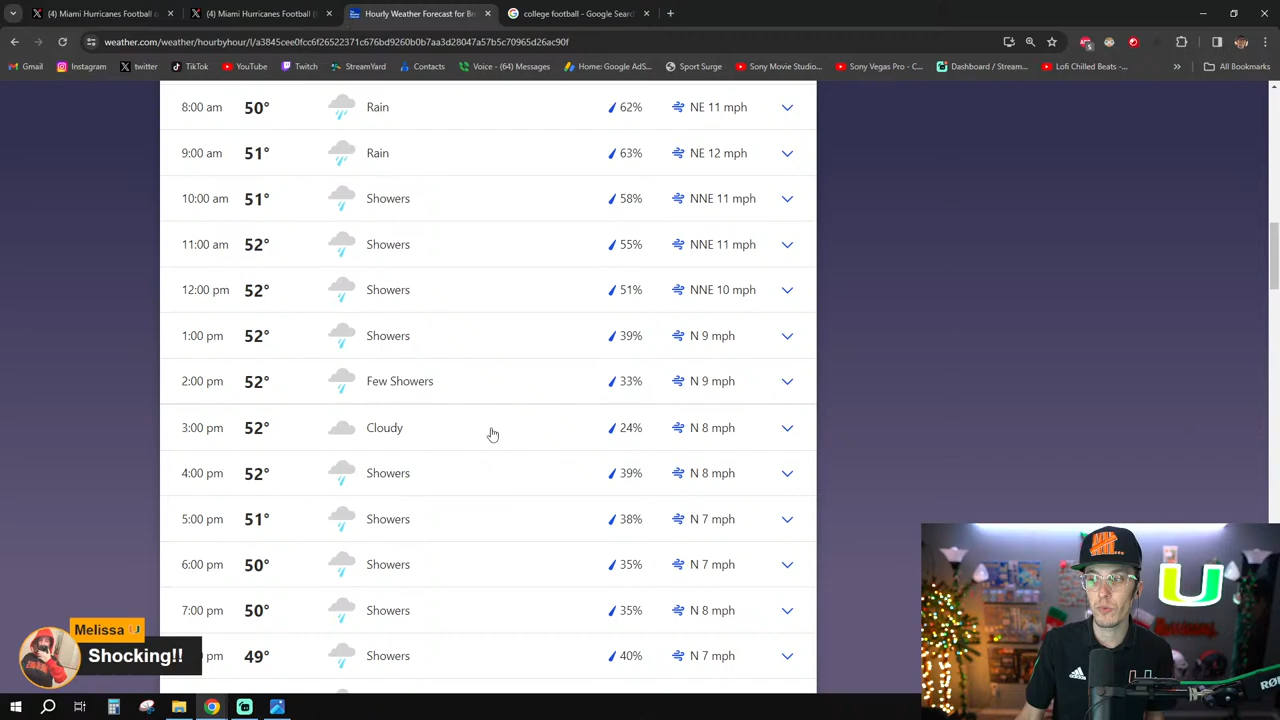 (4) Miami Hurricanes Football o
(4) Miami Hurricanes Football (
Hourly Weather Forecast for Br
college football - Google Searc
weather.com/weather/hourbyhour/l/a3845cee0fcc6f26522371c676bd9260b0b7aa3d28047a57b5c70965d26ac90f
Gmail Instagram twitter TikTok YouTube Twitch StreamYard Contacts Voice - (64) Messages Home: Google AdS... Sport Surge Sony Movie Studio... Sony Vegas Pro - C... Dashboard / Stream... Lofi Chilled Beats -... » All Bookmarks
8:00 am 50° Rain 62% NE 11 mph
9:00 am 51° Rain 63% NE 12 mph
10:00 am 51° Showers 58% NNE 11 mph
11:00 am 52° Showers 55% NNE 11 mph
12:00 pm 52° Showers 51% NNE 10 mph
1:00 pm 52° Showers 39% N 9 mph
2:00 pm 52° Few Showers 33% N 9 mph
3:00 pm 52° Cloudy 24% N 8 mph
4:00 pm 52° Showers 39% N 8 mph
5:00 pm 51° Showers 38% N 7 mph
6:00 pm 50° Showers 35% N 7 mph
7:00 pm 50° Showers 35% N 8 mph
pm 49° Showers 40% N 7 mph
Melissa
Shocking!!
U
adidas